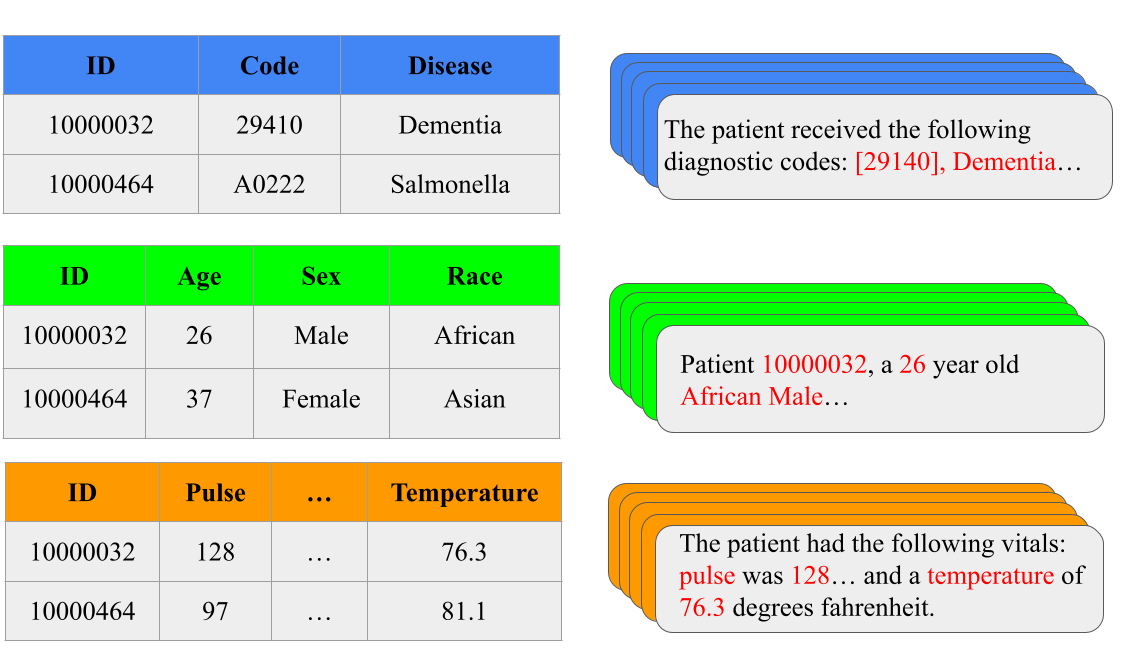 ID Code Disease
10000032 29410 Dementia
10000464 A0222 Salmonella
The patient received the following
diagnostic codes: [29140], Dementia…
ID Age Sex Race
10000032 26 Male African
10000464 37 Female Asian
Patient 10000032, a 26 year old
African Male…
ID Pulse … Temperature
10000032 128 … 76.3
10000464 97 … 81.1
The patient had the following vitals:
pulse was 128… and a temperature of
76.3 degrees fahrenheit.